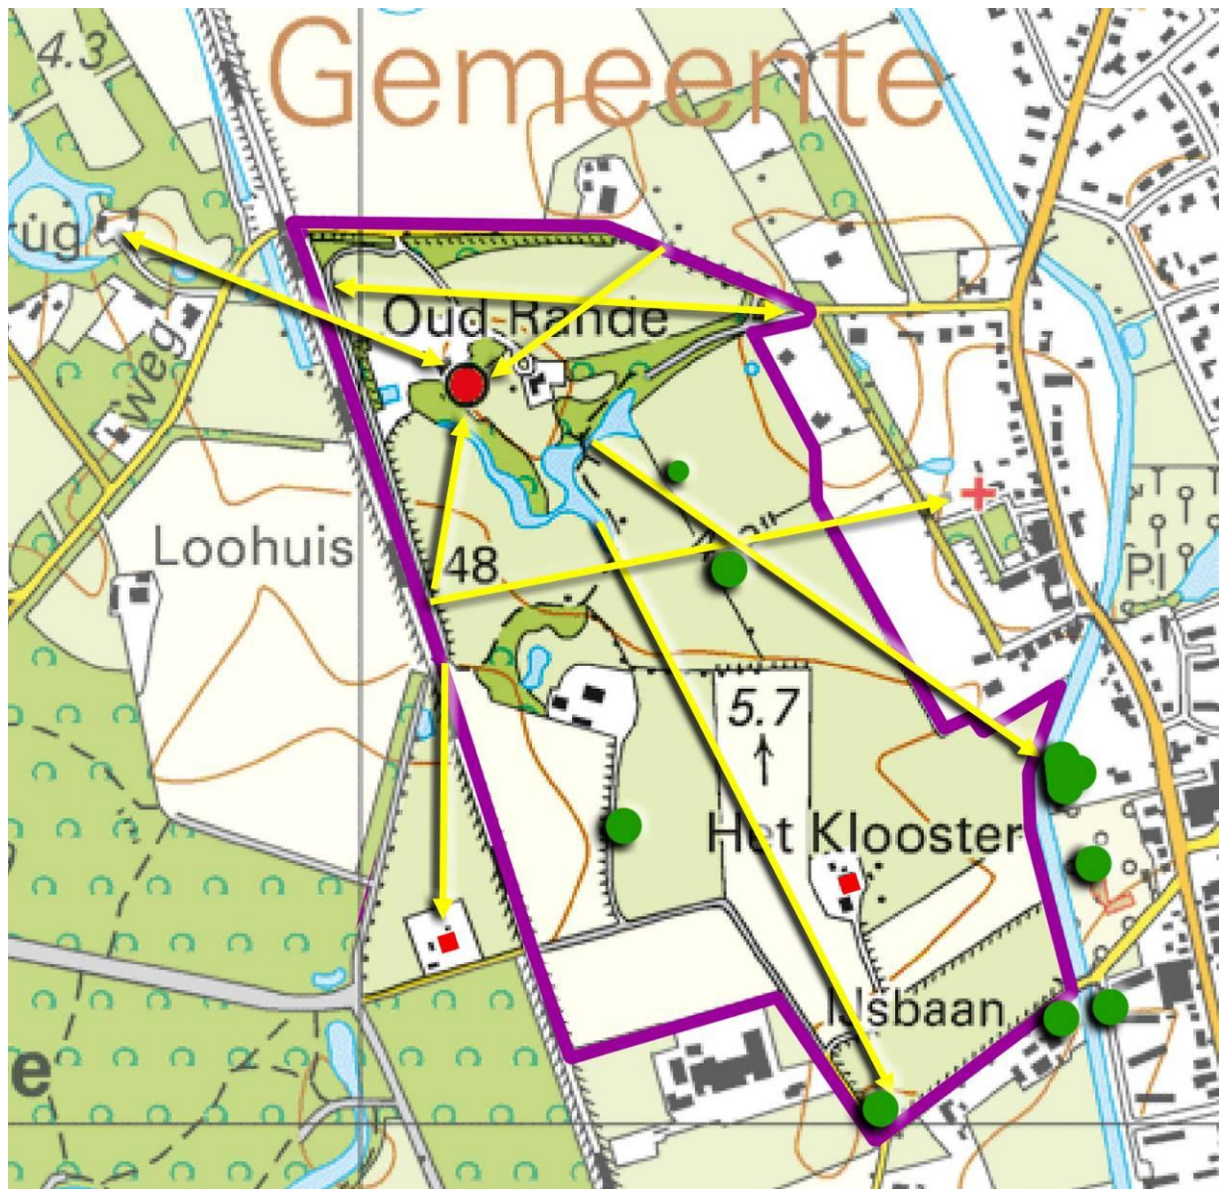 Gemeente
4.3
rug
Oud Rande
Weg
Loohuis
48
Pl
5.7
Het Klooster
IJsbaan
e